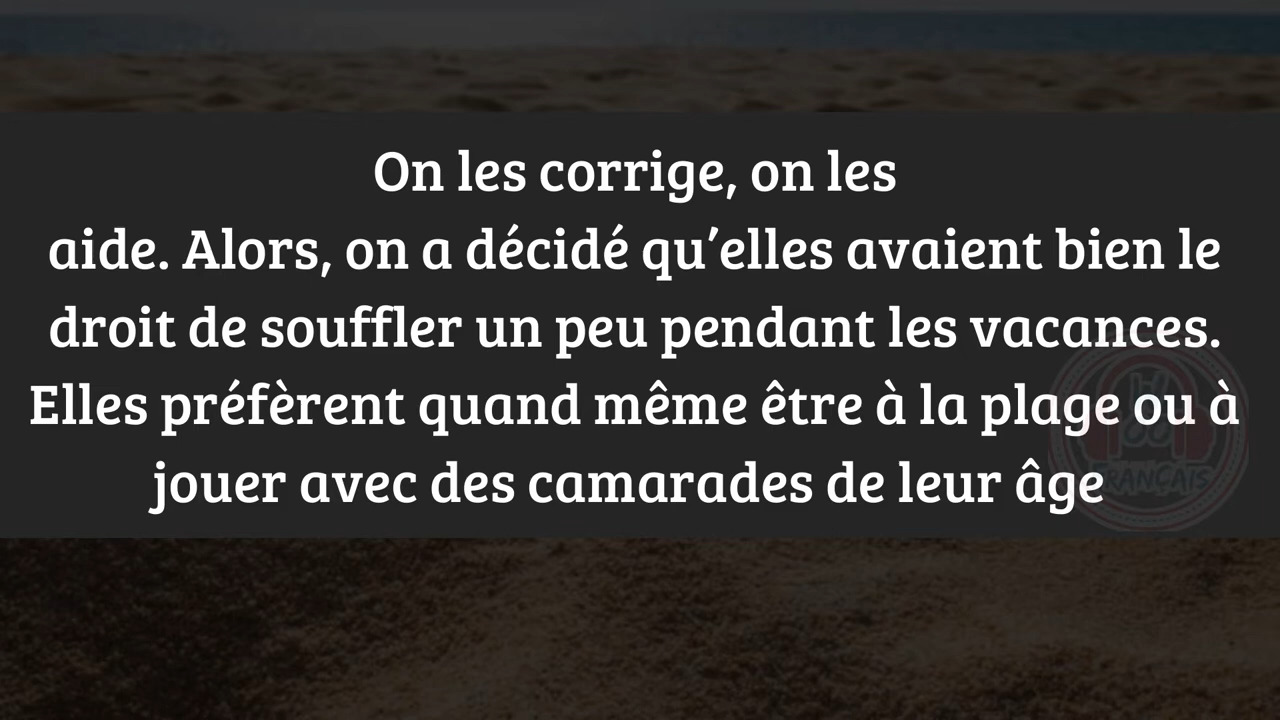 On les corrige, on les
aide. Alors, on a décidé qu’elles avaient bien le
droit de souffler un peu pendant les vacances.
Elles préfèrent quand même être à la plage ou à
jouer avec des camarades de leur âge
FRANÇAIS